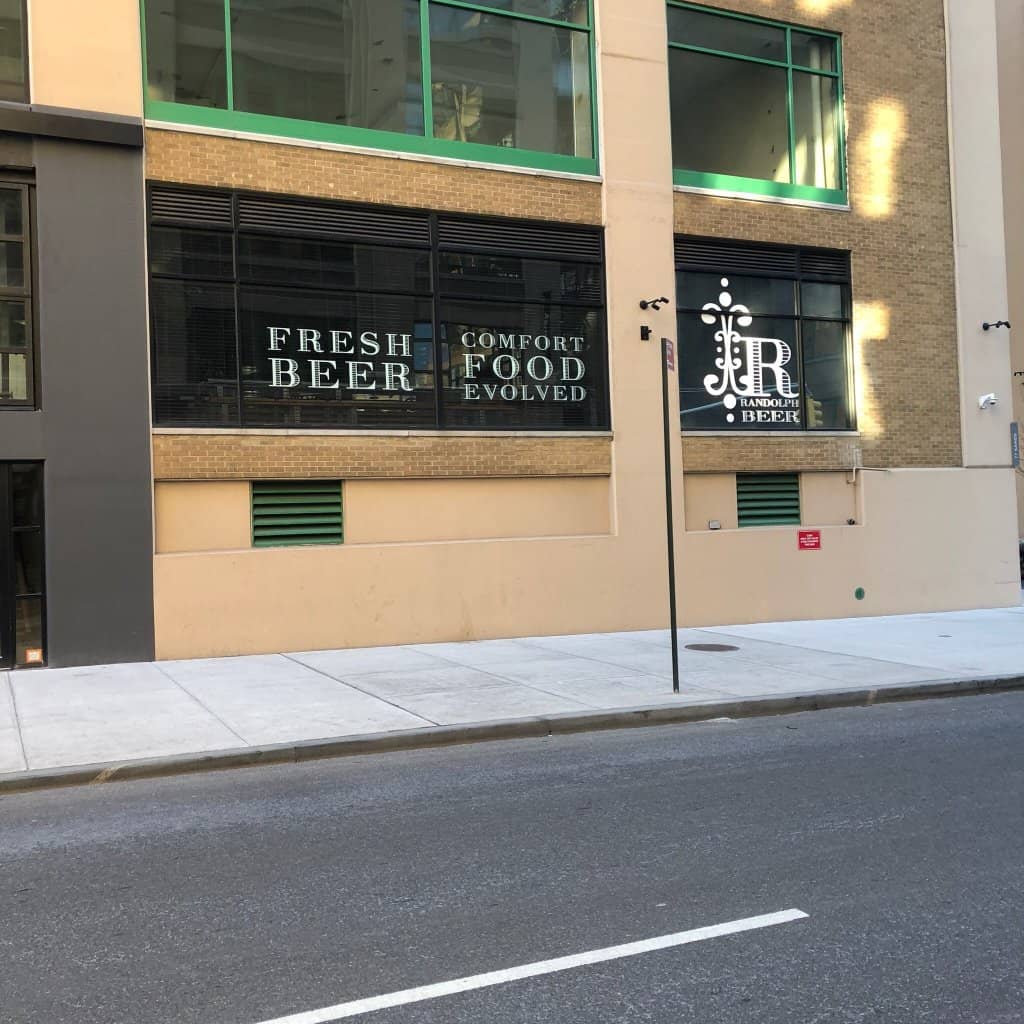 FRESH
BEER
COMFORT
FOOD
EVOLVED
R
RANDOLPH
BEER